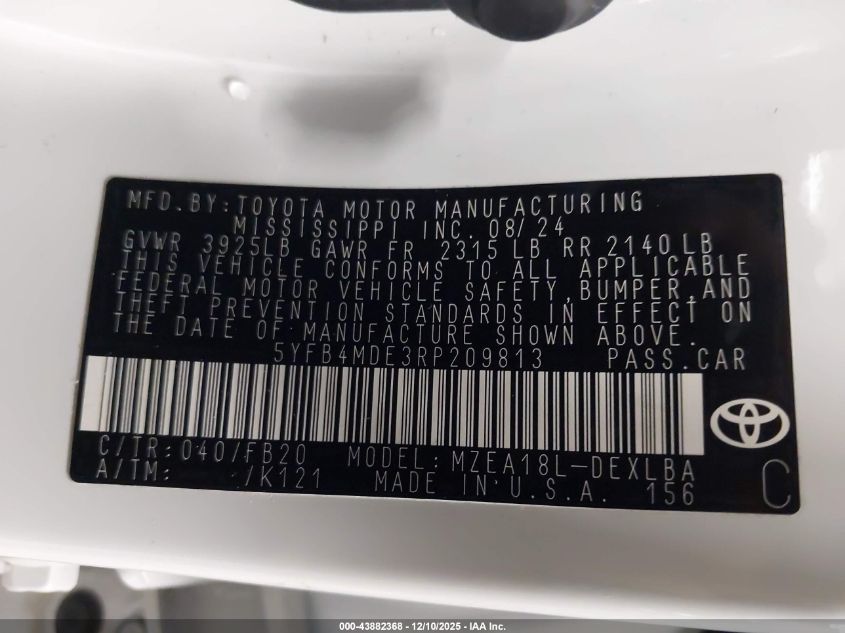 MFD.BY:TOYOTA MOTOR MANUFACTURING
MISSISSIPPI INC. 08/24
GVWR 3925LB GAWR FR 2315 LB RR 2140 LB
THIS VEHICLE CONFORMS TO ALL APPLICABLE
FEDERAL MOTOR VEHICLE SAFETY,BUMPER,AND
THEFT PREVENTION STANDARDS IN EFFECT ON
THE DATE OF MANUFACTURE SHOWN ABOVE.
5YFB4MDE3RP209813 PASS.CAR
C/TR:040/FB20 MODEL:MZEA18L-DEXLBA
A/TM: /K121 MADE IN U.S.A. 156 C
000-43882368 - 12/10/2025 - IAA Inc.